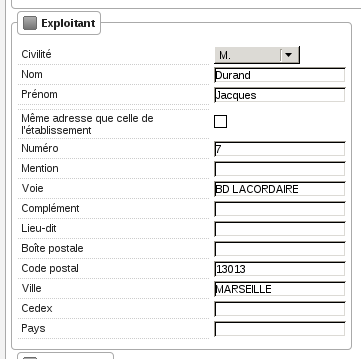 Exploitant
Civilité M.
Nom Durand
Prénom Jacques
Même adresse que celle de
l'établissement
Numéro 7
Mention
Voie BD LACORDAIRE
Complément
Lieu-dit
Boîte postale
Code postal 13013
Ville MARSEILLE
Cedex
Pays